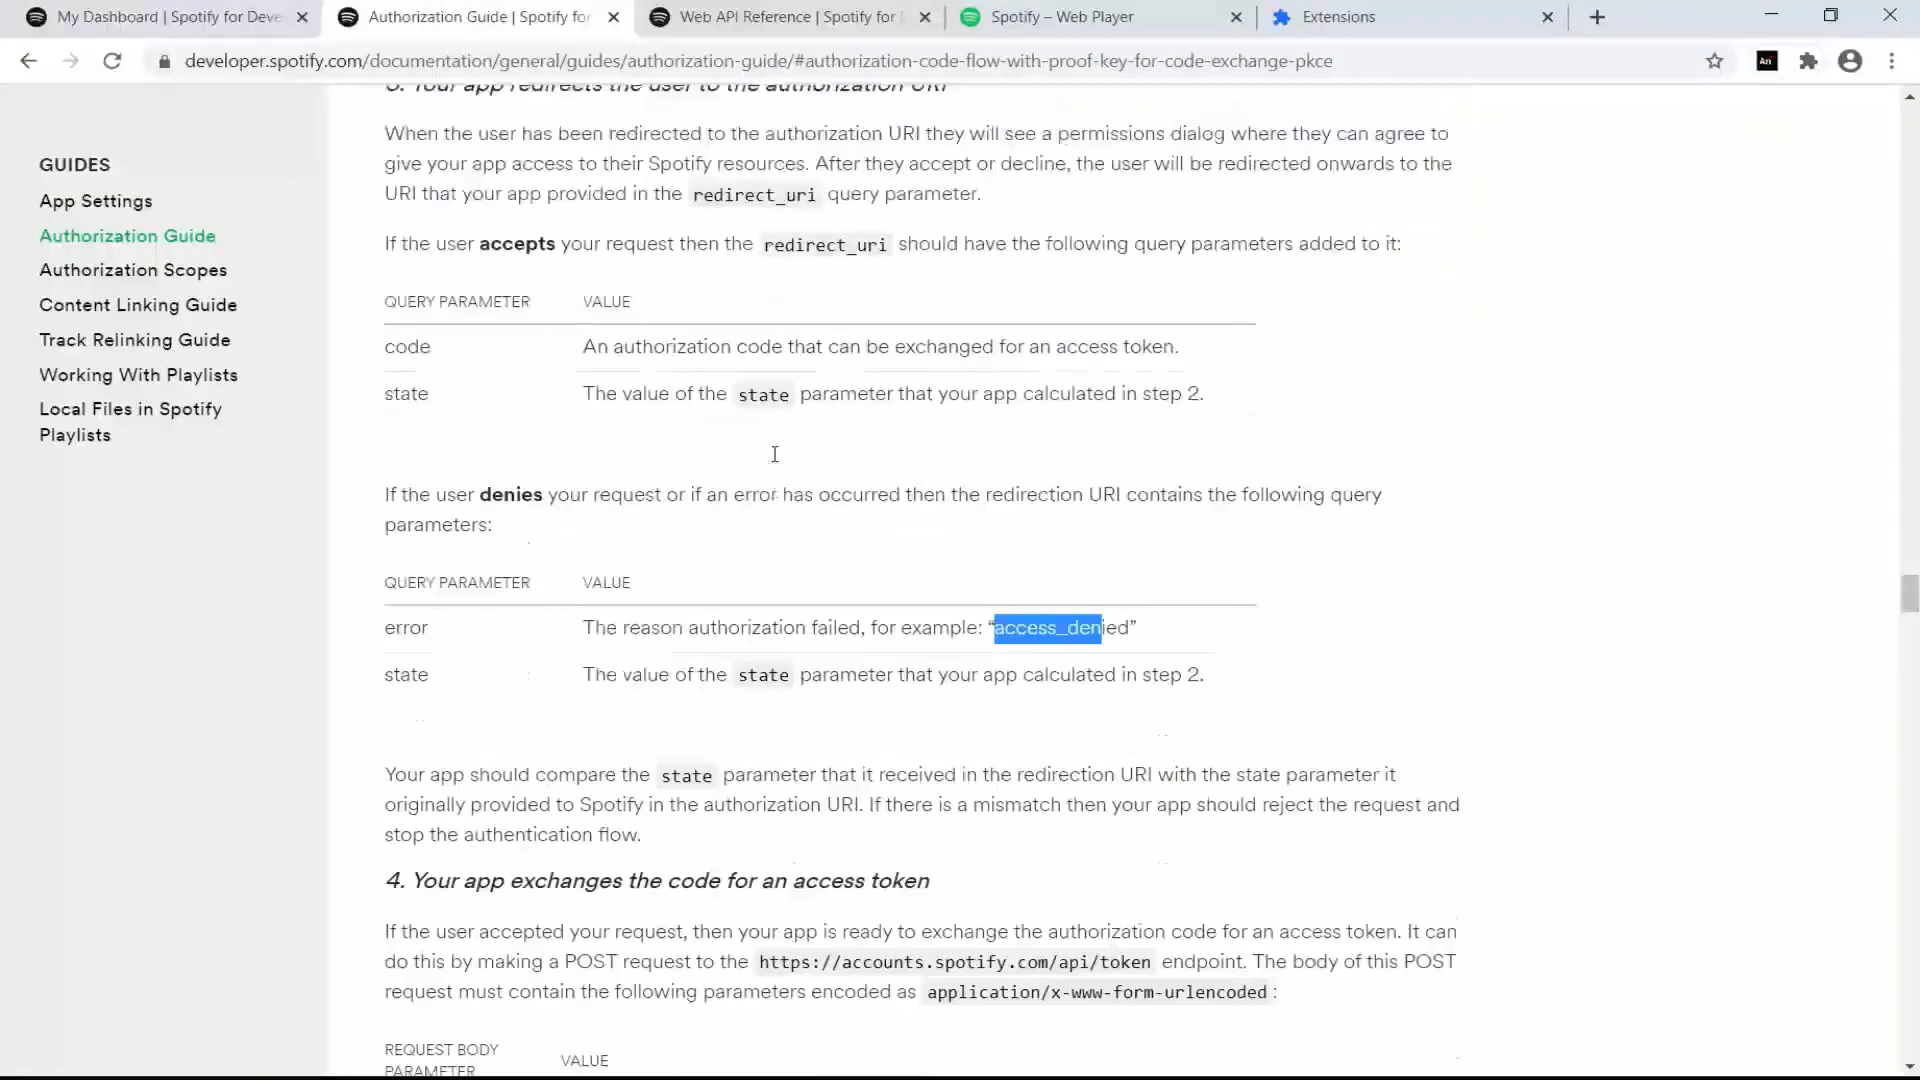 My Dashboard | Spotify for Deve
Authorization Guide | Spotify for
Web API Reference | Spotify for
Spotify – Web Player
Extensions
developer.spotify.com/documentation/general/guides/authorization-guide/#authorization-code-flow-with-proof-key-for-code-exchange-pkce
Ari
GUIDES
App Settings
Authorization Guide
Authorization Scopes
Content Linking Guide
Track Relinking Guide
Working With Playlists
Local Files in Spotify
Playlists
3. Your app redirects the user to the authorization URI
When the user has been redirected to the authorization URI they will see a permissions dialog where they can agree to
give your app access to their Spotify resources. After they accept or decline, the user will be redirected onwards to the
URI that your app provided in the redirect_uri query parameter.
If the user accepts your request then the redirect_uri should have the following query parameters added to it:
QUERY PARAMETER VALUE
code An authorization code that can be exchanged for an access token.
state The value of the state parameter that your app calculated in step 2.
If the user denies your request or if an error has occurred then the redirection URI contains the following query
parameters:
QUERY PARAMETER VALUE
error The reason authorization failed, for example: “access_denied”
state The value of the state parameter that your app calculated in step 2.
Your app should compare the state parameter that it received in the redirection URI with the state parameter it
originally provided to Spotify in the authorization URI. If there is a mismatch then your app should reject the request and
stop the authentication flow.
4. Your app exchanges the code for an access token
If the user accepted your request, then your app is ready to exchange the authorization code for an access token. It can
do this by making a POST request to the https://accounts.spotify.com/api/token endpoint. The body of this POST
request must contain the following parameters encoded as application/x-www-form-urlencoded :
REQUEST BODY
PARAMETER VALUE